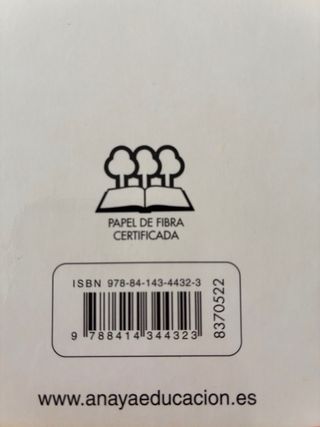 PAPEL DE FIBRA
CERTIFICADA
ISBN 978-84-143-4432-3
9 788414 344323
8370522
www.anayaeducacion.es